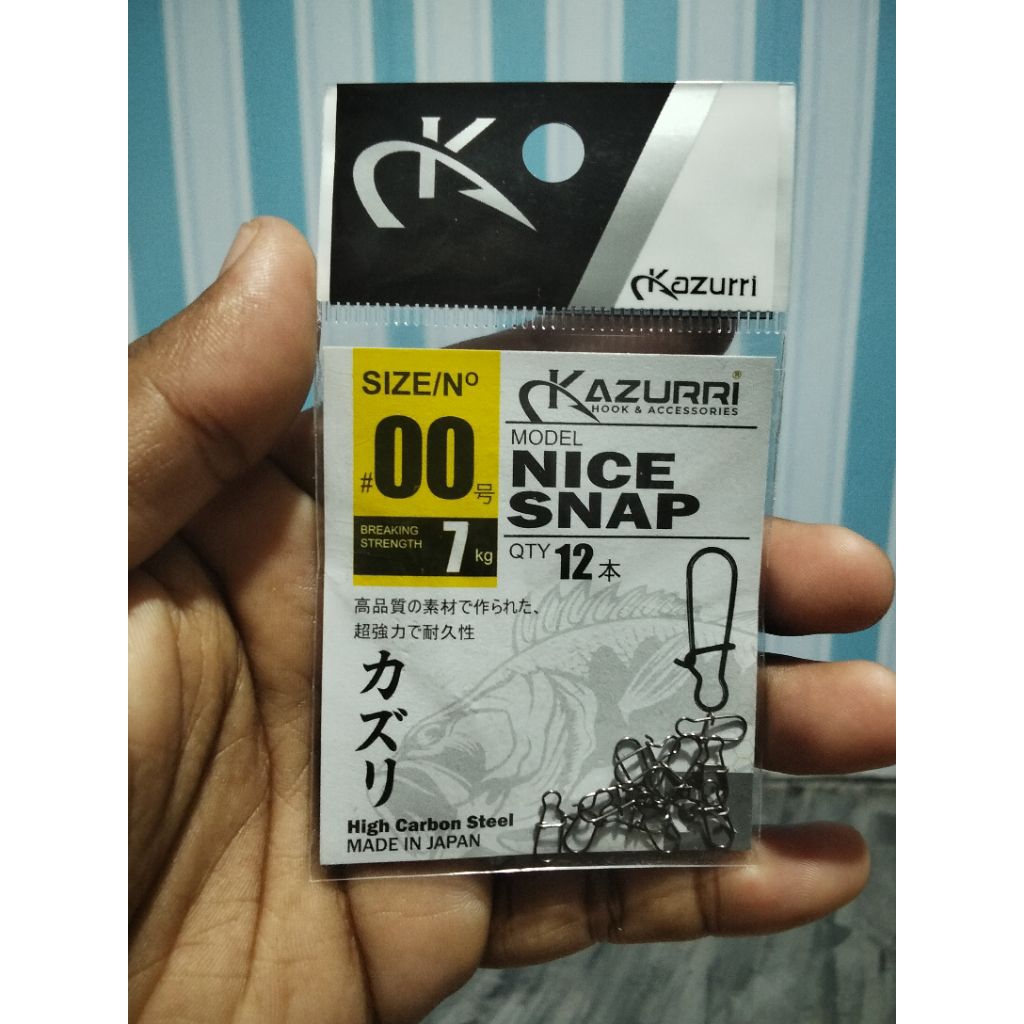 Kazurri
SIZE/Nº
#00号
BREAKING STRENGTH 7kg
KAZURRI®
HOOK & ACCESSORIES
MODEL
NICE
SNAP
QTY 12本
高品質の素材で作られた、
超強力で耐久性
カズリ
High Carbon Steel
MADE IN JAPAN